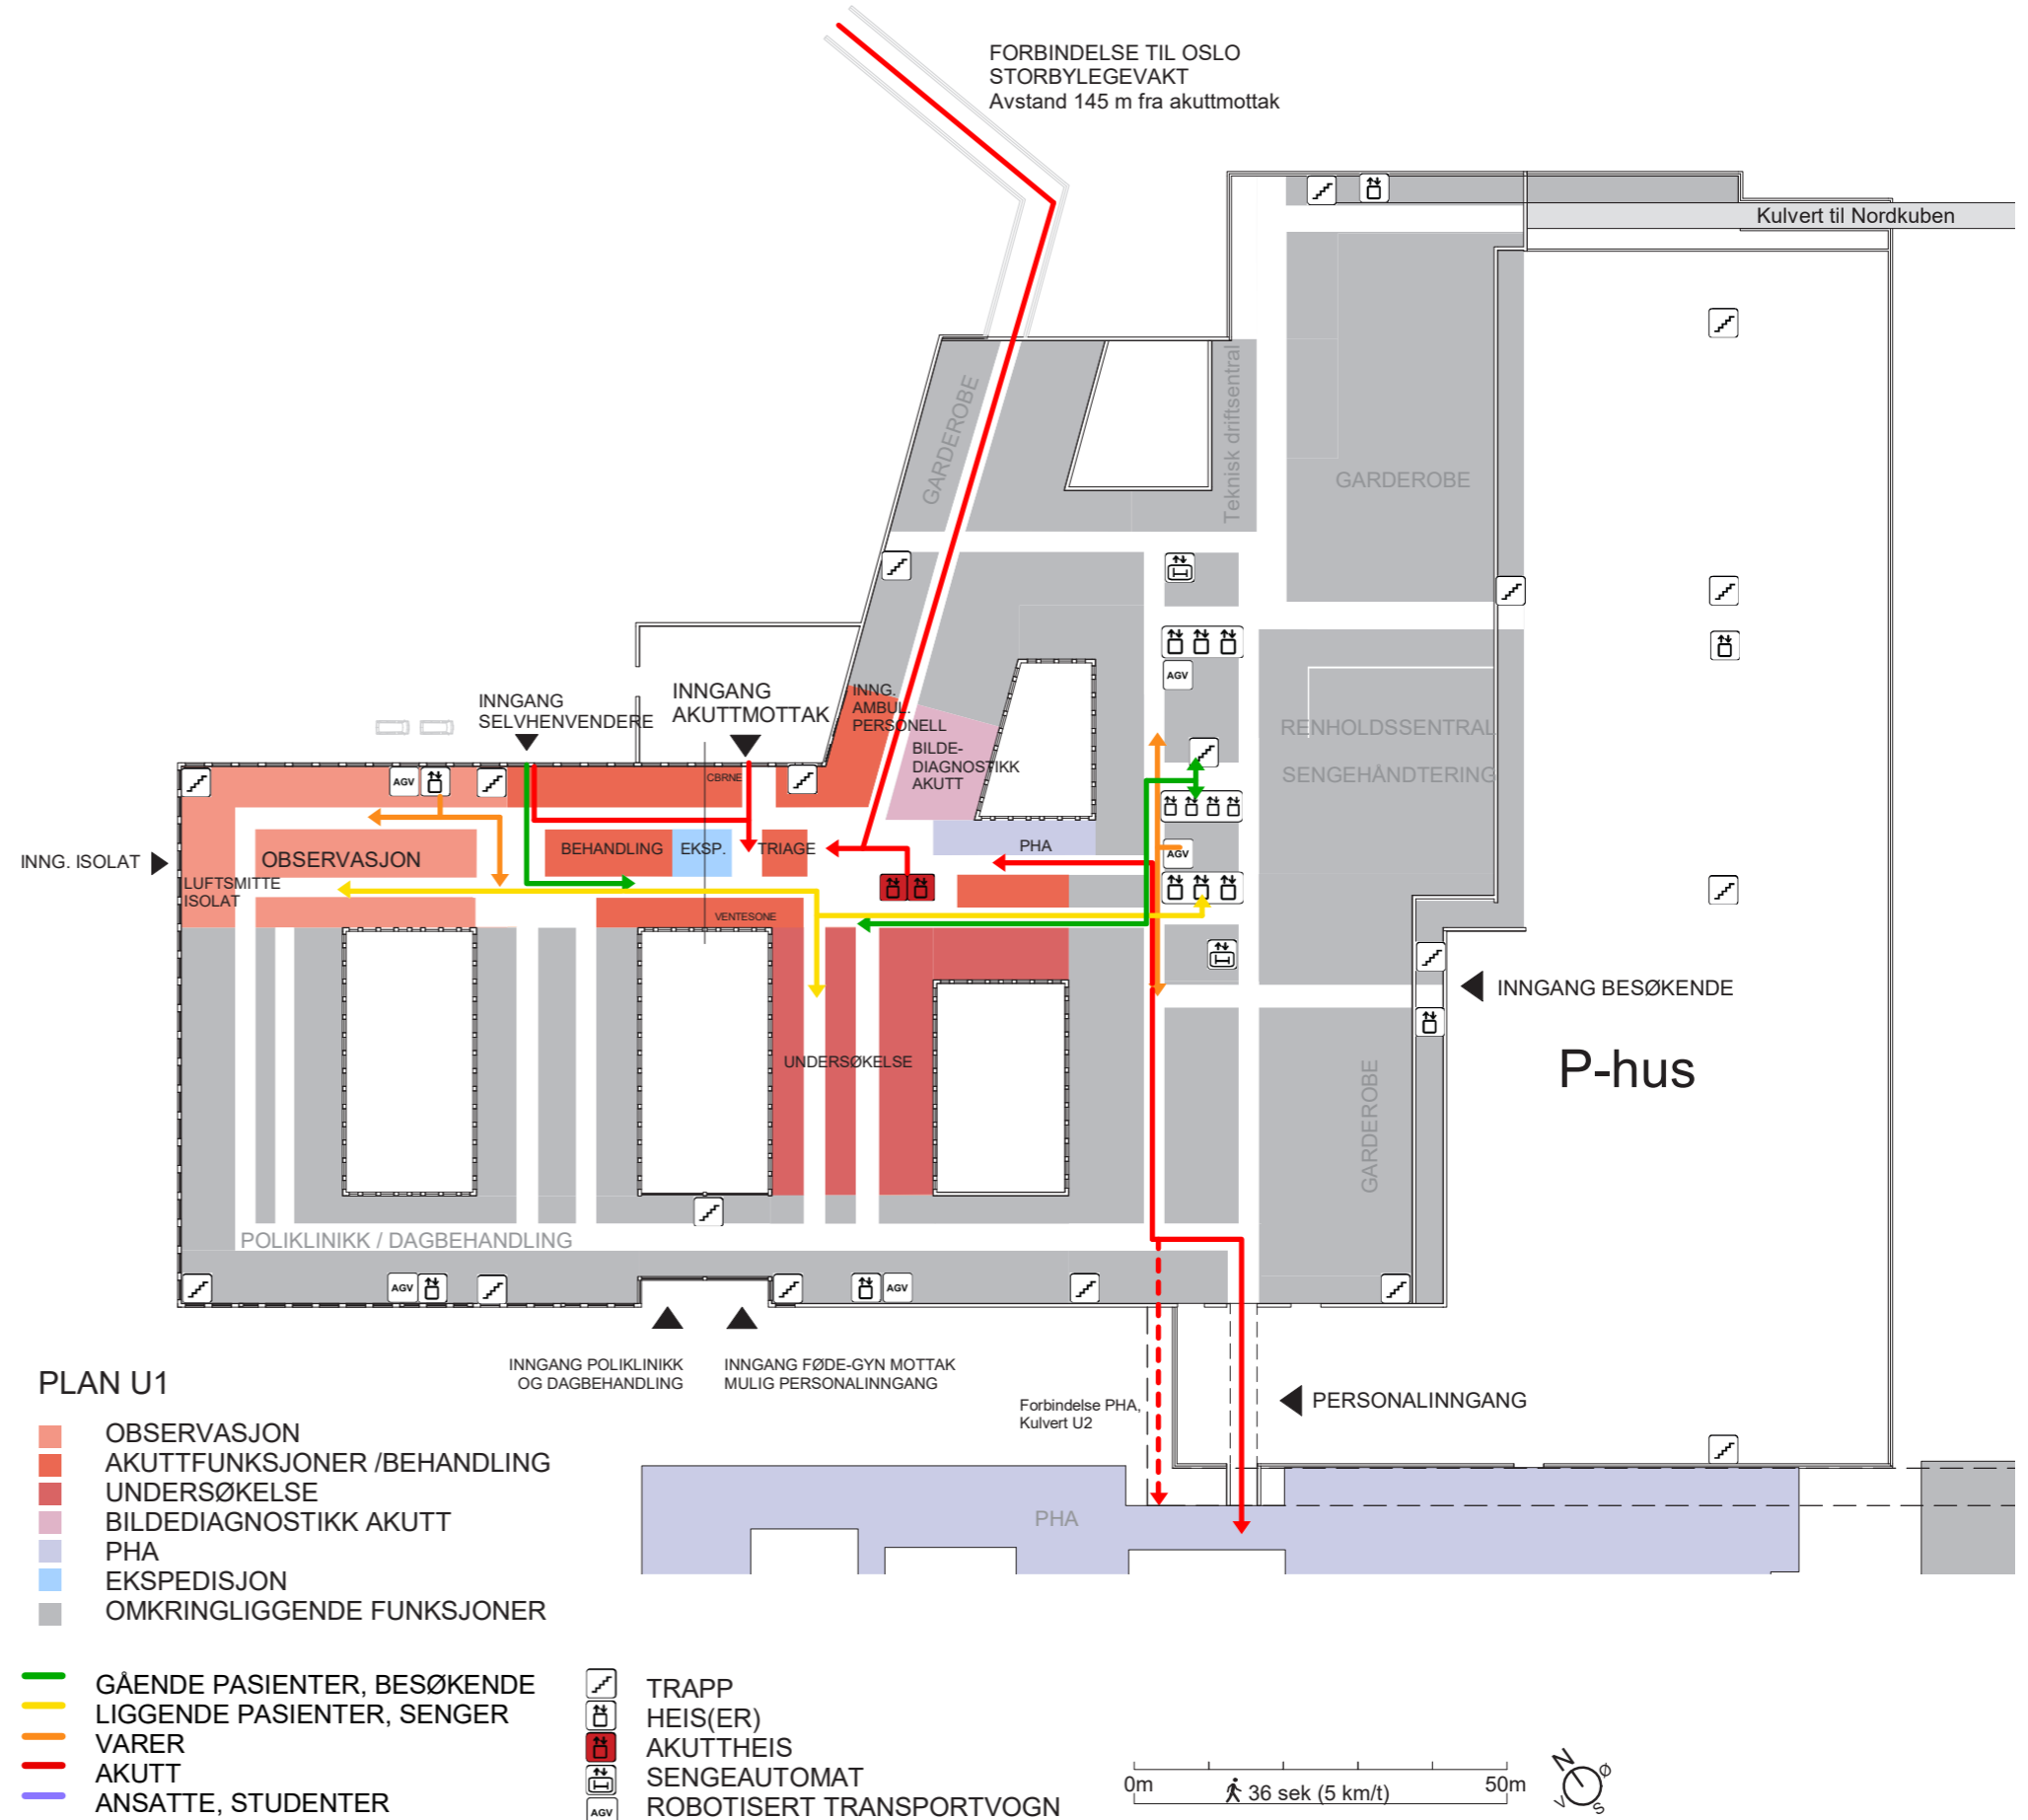 FORBINDELSE TIL OSLO
STORBYLEGEVAKT
Avstand 145 m fra akuttmottak
Kulvert til Nordkuben
GARDEROBE
Teknisk driftsentral
GARDEROBE
INNGANG
SELVHENVENDERE
INNGANG
AKUTTMOTTAK
INNG.
AMBUL.
PERSONELL
BILDE-
DIAGNOSTIKK
AKUTT
AGV
RENHOLDSSENTRAL
SENGEHÅNDTERING
AGV
CBRNE
INNG. ISOLAT
OBSERVASJON
BEHANDLING
EKSP.
TRIAGE
PHA
AGV
LUFTSMITTE
ISOLAT
VENTESONE
INNGANG BESØKENDE
P-hus
UNDERSØKELSE
GARDEROBE
POLIKLINIKK / DAGBEHANDLING
AGV
AGV
INNGANG POLIKLINIKK
OG DAGBEHANDLING
INNGANG FØDE-GYN MOTTAK
MULIG PERSONALINNGANG
Forbindelse PHA,
Kulvert U2
PERSONALINNGANG
PHA
PLAN U1
OBSERVASJON
AKUTTFUNKSJONER /BEHANDLING
UNDERSØKELSE
BILDEDIAGNOSTIKK AKUTT
PHA
EKSPEDISJON
OMKRINGLIGGENDE FUNKSJONER
GÅENDE PASIENTER, BESØKENDE
LIGGENDE PASIENTER, SENGER
VARER
AKUTT
ANSATTE, STUDENTER
TRAPP
HEIS(ER)
AKUTTHEIS
SENGEAUTOMAT
AGV ROBOTISERT TRANSPORTVOGN
0m
36 sek (5 km/t)
50m
N
Ø
V
S